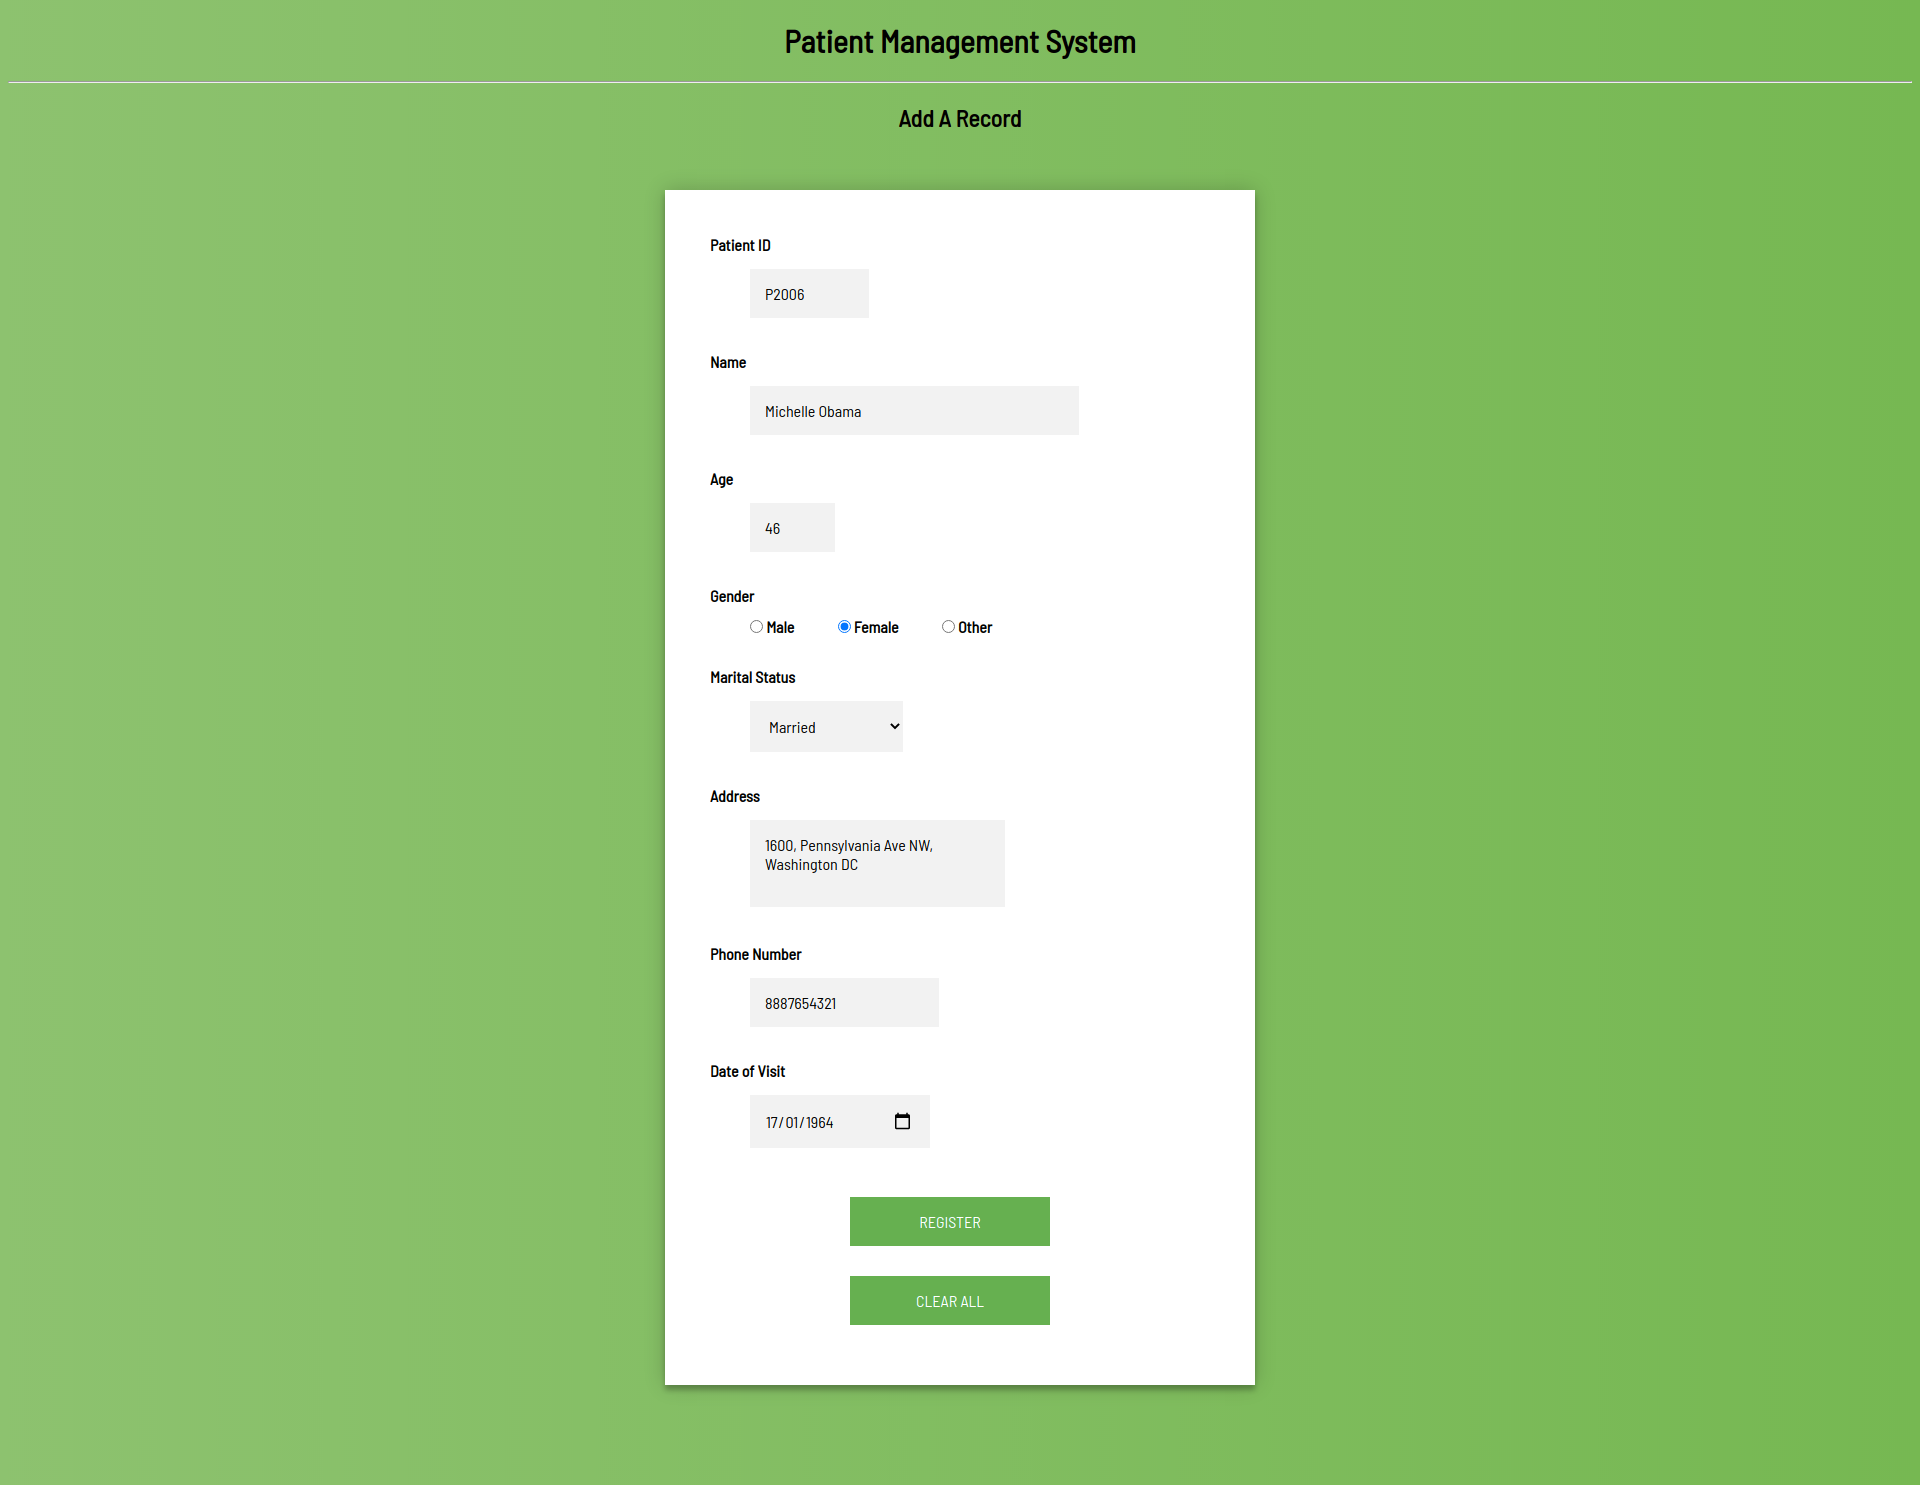 Patient Management System
Add A Record
Patient ID
P2006
Name
Michelle Obama
Age
46
Gender
Male Female Other
Marital Status
Married
Address
1600, Pennsylvania Ave NW,
Washington DC
Phone Number
8887654321
Date of Visit
17/01/1964
REGISTER
CLEAR ALL